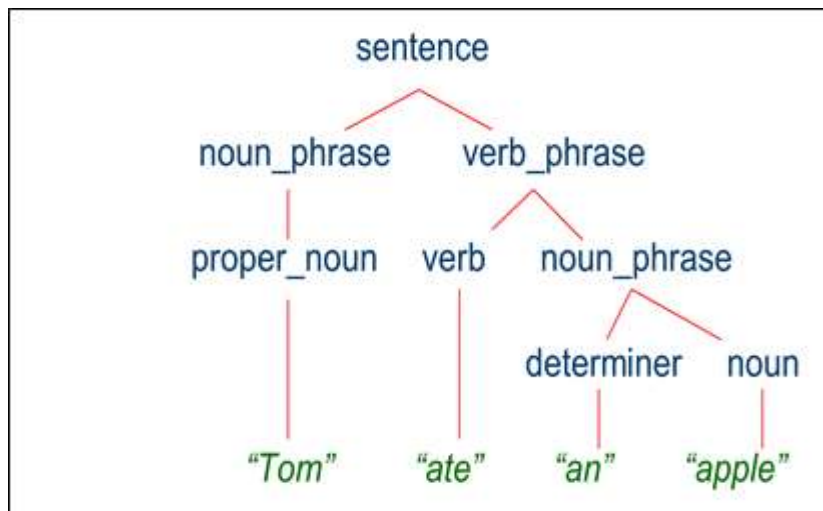 sentence
noun_phrase verb_phrase
proper_noun verb noun_phrase
determiner noun
“Tom” “ate” “an” “apple”